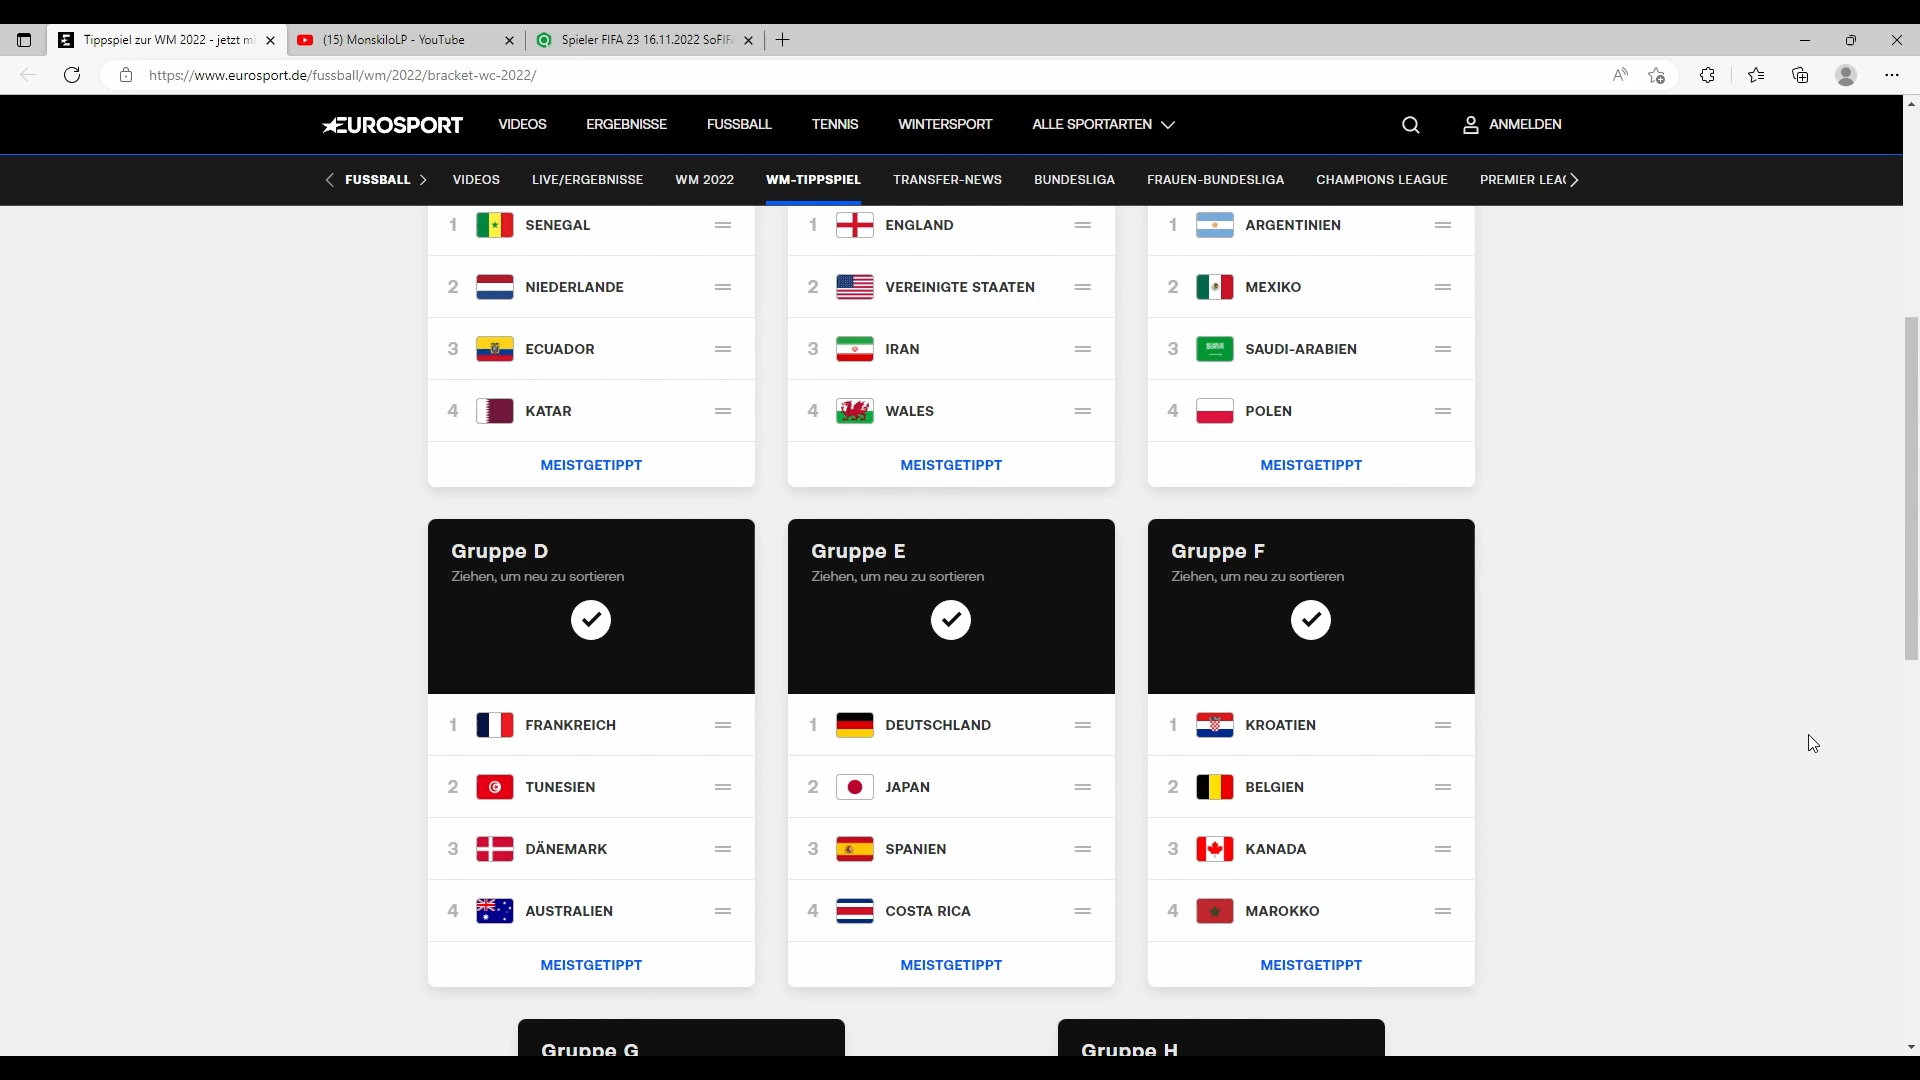 Tippspiel zur WM 2022 - jetzt mi
(15) MonskiloLP - YouTube
Spieler FIFA 23 16.11.2022 SoFIF
https://www.eurosport.de/fussball/wm/2022/bracket-wc-2022/
EUROSPORT VIDEOS ERGEBNISSE FUSSBALL TENNIS WINTERSPORT ALLE SPORTARTEN ANMELDEN
FUSSBALL VIDEOS LIVE/ERGEBNISSE WM 2022 WM-TIPPSPIEL TRANSFER-NEWS BUNDESLIGA FRAUEN-BUNDESLIGA CHAMPIONS LEAGUE PREMIER LEAG
1 SENEGAL
2 NIEDERLANDE
3 ECUADOR
4 KATAR
MEISTGETIPPT
1 ENGLAND
2 VEREINIGTE STAATEN
3 IRAN
4 WALES
MEISTGETIPPT
1 ARGENTINIEN
2 MEXIKO
3 SAUDI-ARABIEN
4 POLEN
MEISTGETIPPT
Gruppe D
Ziehen, um neu zu sortieren
1 FRANKREICH
2 TUNESIEN
3 DÄNEMARK
4 AUSTRALIEN
MEISTGETIPPT
Gruppe E
Ziehen, um neu zu sortieren
1 DEUTSCHLAND
2 JAPAN
3 SPANIEN
4 COSTA RICA
MEISTGETIPPT
Gruppe F
Ziehen, um neu zu sortieren
1 KROATIEN
2 BELGIEN
3 KANADA
4 MAROKKO
MEISTGETIPPT
Gruppe G
Gruppe H